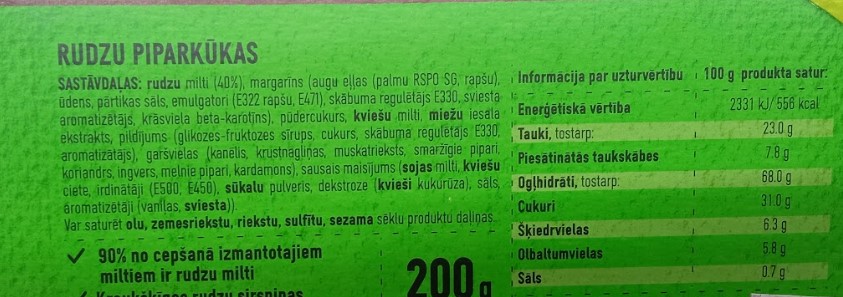 RUDZU PIPARKŪKAS
SASTĀVDAĻAS: rudzu milti (40%), margarīns (augu eļļas (palmu RSPO SG, rapšu),
ūdens, pārtikas sāls, emulgatori (E322 rapšu, E471), skābuma regulētājs E330, sviesta
aromatizētājs, krāsviela beta-karotīns), pūdercukurs, kviešu milti, miežu iesala
ekstrakts, pildījums (glikozes-fruktozes sīrups, cukurs, skābuma regulētājs E330,
aromatizētājs), garšvielas (kanēlis, krustnagliņas, muskatrieksts, smaržīgie pipari,
koriandrs, ingvers, melnie pipari, kardamons), sausais maisījums (sojas milti, kviešu
ciete, irdinātāji (E500, E450), sūkalu pulveris, dekstroze (kvieši kukurūza), sāls,
aromatizētāji (vaniļas, sviesta)).
Var saturēt olu, zemesriekstu, riekstu, sulfītu, sezama sēklu produktu daļiņas.
✓ 90% no cepšanā izmantotajiem
miltiem ir rudzu milti
✓ Kraukšķīgas rudzu sirsniņas
200 g
Informācija par uzturvērtību 100 g produkta satur:
Enerģētiskā vērtība 2331 kJ/ 556 kcal
Tauki, tostarp: 23.0 g
Piesātinātās taukskābes 7.8 g
Ogļhidrāti, tostarp: 68.0 g
Cukuri 31.0 g
Šķiedrvielas 6.3 g
Olbaltumvielas 5.8 g
Sāls 0.7 g